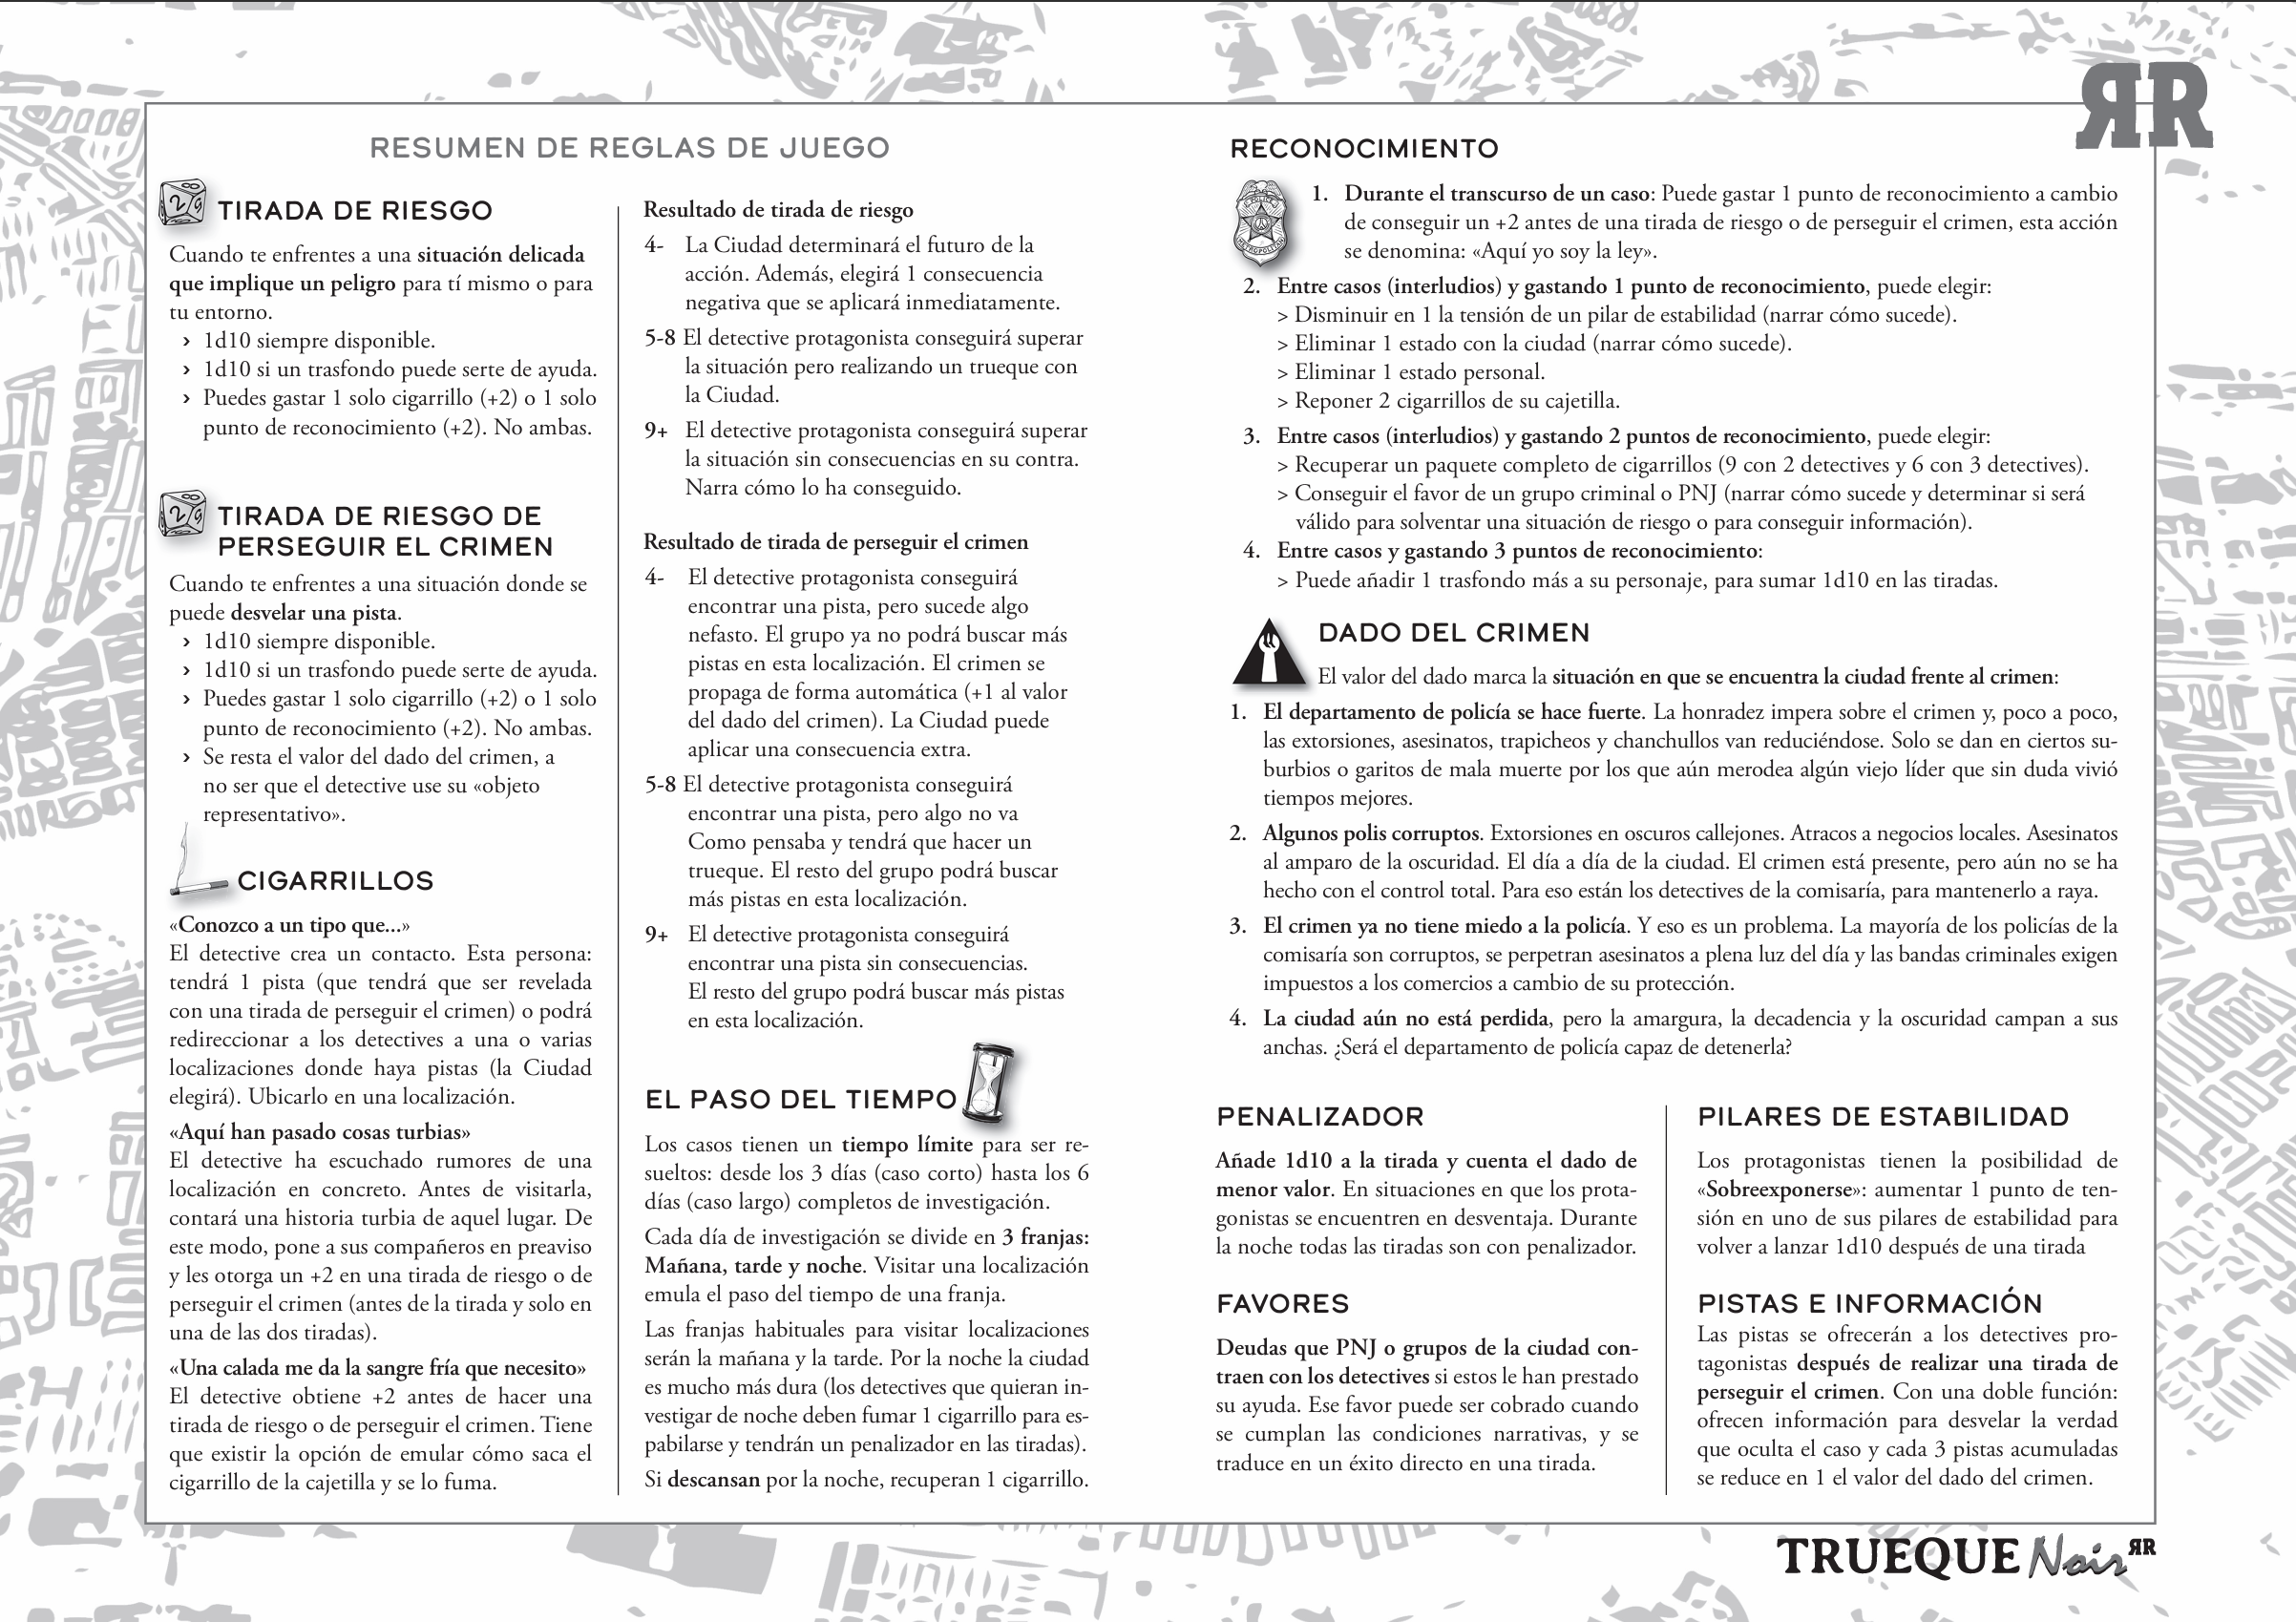 RESUMEN DE REGLAS DE JUEGO
TIRADA DE RIESGO
Cuando te enfrentes a una situación delicada
que implique un peligro para tí mismo o para
tu entorno.
› 1d10 siempre disponible.
› 1d10 si un trasfondo puede serte de ayuda.
› Puedes gastar 1 solo cigarrillo (+2) o 1 solo
punto de reconocimiento (+2). No ambas.
TIRADA DE RIESGO DE
PERSEGUIR EL CRIMEN
Cuando te enfrentes a una situación donde se
puede desvelar una pista.
› 1d10 siempre disponible.
› 1d10 si un trasfondo puede serte de ayuda.
› Puedes gastar 1 solo cigarrillo (+2) o 1 solo
punto de reconocimiento (+2). No ambas.
› Se resta el valor del dado del crimen, a
no ser que el detective use su «objeto
representativo».
CIGARRILLOS
«Conozco a un tipo que...»
El detective crea un contacto. Esta persona:
tendrá 1 pista (que tendrá que ser revelada
con una tirada de perseguir el crimen) o podrá
redireccionar a los detectives a una o varias
localizaciones donde haya pistas (la Ciudad
elegirá). Ubicarlo en una localización.
«Aquí han pasado cosas turbias»
El detective ha escuchado rumores de una
localización en concreto. Antes de visitarla,
contará una historia turbia de aquel lugar. De
este modo, pone a sus compañeros en preaviso
y les otorga un +2 en una tirada de riesgo o de
perseguir el crimen (antes de la tirada y solo en
una de las dos tiradas).
«Una calada me da la sangre fría que necesito»
El detective obtiene +2 antes de hacer una
tirada de riesgo o de perseguir el crimen. Tiene
que existir la opción de emular cómo saca el
cigarrillo de la cajetilla y se lo fuma.
Resultado de tirada de riesgo
4- La Ciudad determinará el futuro de la
acción. Además, elegirá 1 consecuencia
negativa que se aplicará inmediatamente.
5-8 El detective protagonista conseguirá superar
la situación pero realizando un trueque con
la Ciudad.
9+ El detective protagonista conseguirá superar
la situación sin consecuencias en su contra.
Narra cómo lo ha conseguido.
Resultado de tirada de perseguir el crimen
4- El detective protagonista conseguirá
encontrar una pista, pero sucede algo
nefasto. El grupo ya no podrá buscar más
pistas en esta localización. El crimen se
propaga de forma automática (+1 al valor
del dado del crimen). La Ciudad puede
aplicar una consecuencia extra.
5-8 El detective protagonista conseguirá
encontrar una pista, pero algo no va
Como pensaba y tendrá que hacer un
trueque. El resto del grupo podrá buscar
más pistas en esta localización.
9+ El detective protagonista conseguirá
encontrar una pista sin consecuencias.
El resto del grupo podrá buscar más pistas
en esta localización.
EL PASO DEL TIEMPO
Los casos tienen un tiempo límite para ser re-
sueltos: desde los 3 días (caso corto) hasta los 6
días (caso largo) completos de investigación.
Cada día de investigación se divide en 3 franjas:
Mañana, tarde y noche. Visitar una localización
emula el paso del tiempo de una franja.
Las franjas habituales para visitar localizaciones
serán la mañana y la tarde. Por la noche la ciudad
es mucho más dura (los detectives que quieran in-
vestigar de noche deben fumar 1 cigarrillo para es-
pabilarse y tendrán un penalizador en las tiradas).
Si descansan por la noche, recuperan 1 cigarrillo.
RR
RECONOCIMIENTO
1. Durante el transcurso de un caso: Puede gastar 1 punto de reconocimiento a cambio
de conseguir un +2 antes de una tirada de riesgo o de perseguir el crimen, esta acción
se denomina: «Aquí yo soy la ley».
2. Entre casos (interludios) y gastando 1 punto de reconocimiento, puede elegir:
> Disminuir en 1 la tensión de un pilar de estabilidad (narrar cómo sucede).
> Eliminar 1 estado con la ciudad (narrar cómo sucede).
> Eliminar 1 estado personal.
> Reponer 2 cigarrillos de su cajetilla.
3. Entre casos (interludios) y gastando 2 puntos de reconocimiento, puede elegir:
> Recuperar un paquete completo de cigarrillos (9 con 2 detectives y 6 con 3 detectives).
> Conseguir el favor de un grupo criminal o PNJ (narrar cómo sucede y determinar si será
válido para solventar una situación de riesgo o para conseguir información).
4. Entre casos y gastando 3 puntos de reconocimiento:
> Puede añadir 1 trasfondo más a su personaje, para sumar 1d10 en las tiradas.
DADO DEL CRIMEN
El valor del dado marca la situación en que se encuentra la ciudad frente al crimen:
1. El departamento de policía se hace fuerte. La honradez impera sobre el crimen y, poco a poco,
las extorsiones, asesinatos, trapicheos y chanchullos van reduciéndose. Solo se dan en ciertos su-
burbios o garitos de mala muerte por los que aún merodea algún viejo líder que sin duda vivió
tiempos mejores.
2. Algunos polis corruptos. Extorsiones en oscuros callejones. Atracos a negocios locales. Asesinatos
al amparo de la oscuridad. El día a día de la ciudad. El crimen está presente, pero aún no se ha
hecho con el control total. Para eso están los detectives de la comisaría, para mantenerlo a raya.
3. El crimen ya no tiene miedo a la policía. Y eso es un problema. La mayoría de los policías de la
comisaría son corruptos, se perpetran asesinatos a plena luz del día y las bandas criminales exigen
impuestos a los comercios a cambio de su protección.
4. La ciudad aún no está perdida, pero la amargura, la decadencia y la oscuridad campan a sus
anchas. ¿Será el departamento de policía capaz de detenerla?
PENALIZADOR
Añade 1d10 a la tirada y cuenta el dado de
menor valor. En situaciones en que los prota-
gonistas se encuentren en desventaja. Durante
la noche todas las tiradas son con penalizador.
FAVORES
Deudas que PNJ o grupos de la ciudad con-
traen con los detectives si estos le han prestado
su ayuda. Ese favor puede ser cobrado cuando
se cumplan las condiciones narrativas, y se
traduce en un éxito directo en una tirada.
PILARES DE ESTABILIDAD
Los protagonistas tienen la posibilidad de
«Sobreexponerse»: aumentar 1 punto de ten-
sión en uno de sus pilares de estabilidad para
volver a lanzar 1d10 después de una tirada
PISTAS E INFORMACIÓN
Las pistas se ofrecerán a los detectives pro-
tagonistas después de realizar una tirada de
perseguir el crimen. Con una doble función:
ofrecen información para desvelar la verdad
que oculta el caso y cada 3 pistas acumuladas
se reduce en 1 el valor del dado del crimen.
TRUEQUE Noir RR